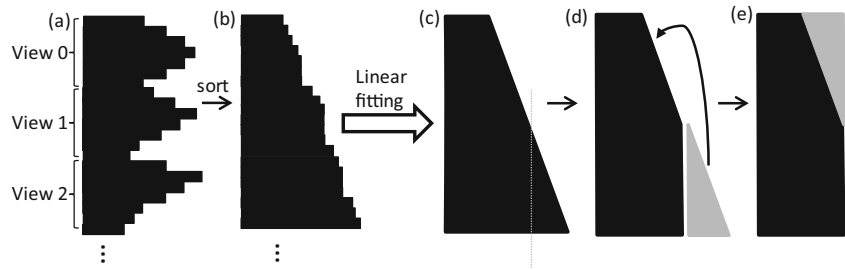 (a)
(b)
(c)
(d)
(e)
View 0
View 1
View 2
sort
Linear
fitting